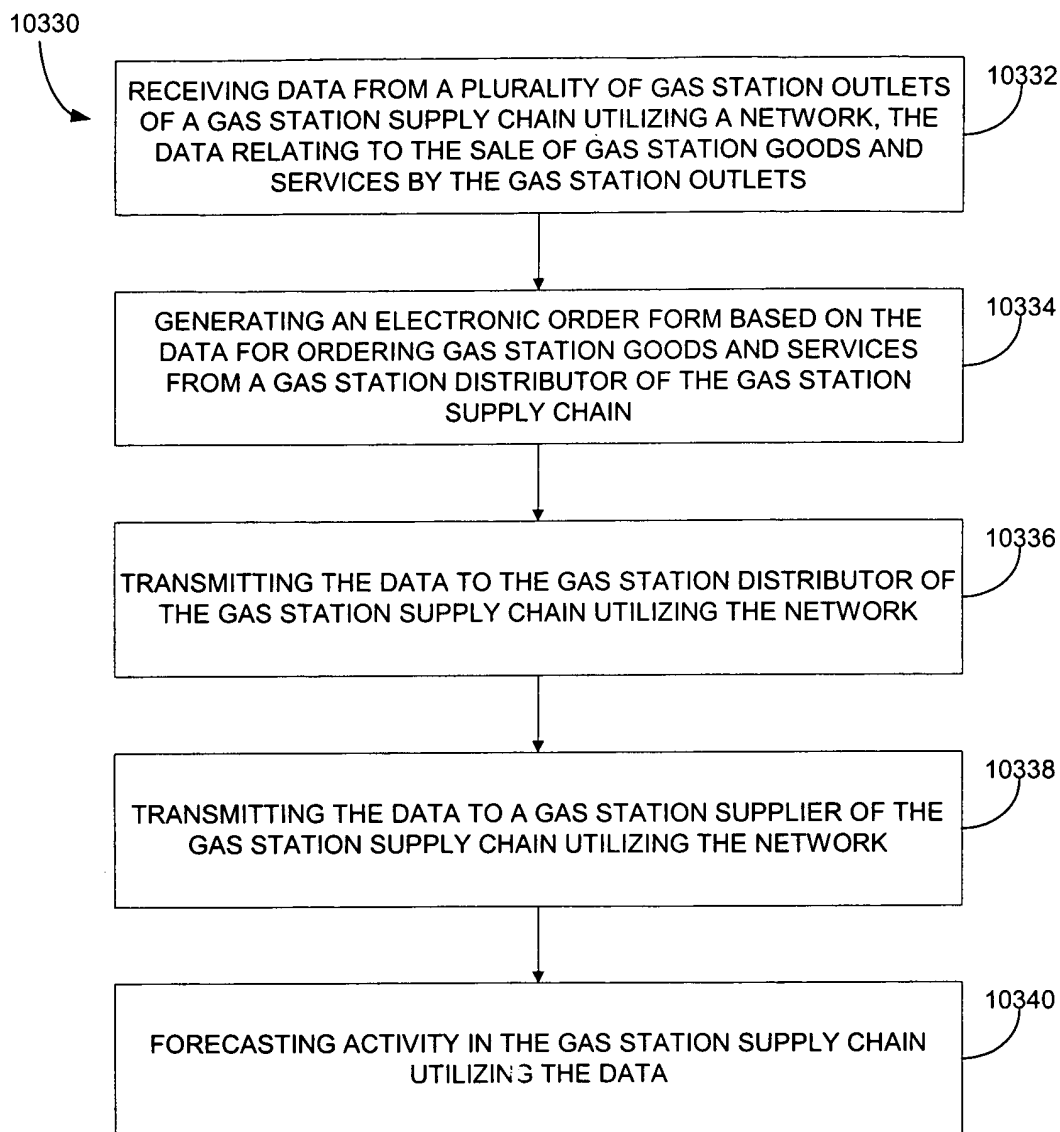 10330
10332
RECEIVING DATA FROM A PLURALITY OF GAS STATION OUTLETS
OF A GAS STATION SUPPLY CHAIN UTILIZING A NETWORK, THE
DATA RELATING TO THE SALE OF GAS STATION GOODS AND
SERVICES BY THE GAS STATION OUTLETS
10334
GENERATING AN ELECTRONIC ORDER FORM BASED ON THE
DATA FOR ORDERING GAS STATION GOODS AND SERVICES
FROM A GAS STATION DISTRIBUTOR OF THE GAS STATION
SUPPLY CHAIN
10336
TRANSMITTING THE DATA TO THE GAS STATION DISTRIBUTOR OF
THE GAS STATION SUPPLY CHAIN UTILIZING THE NETWORK
10338
TRANSMITTING THE DATA TO A GAS STATION SUPPLIER OF THE
GAS STATION SUPPLY CHAIN UTILIZING THE NETWORK
10340
FORECASTING ACTIVITY IN THE GAS STATION SUPPLY CHAIN
UTILIZING THE DATA